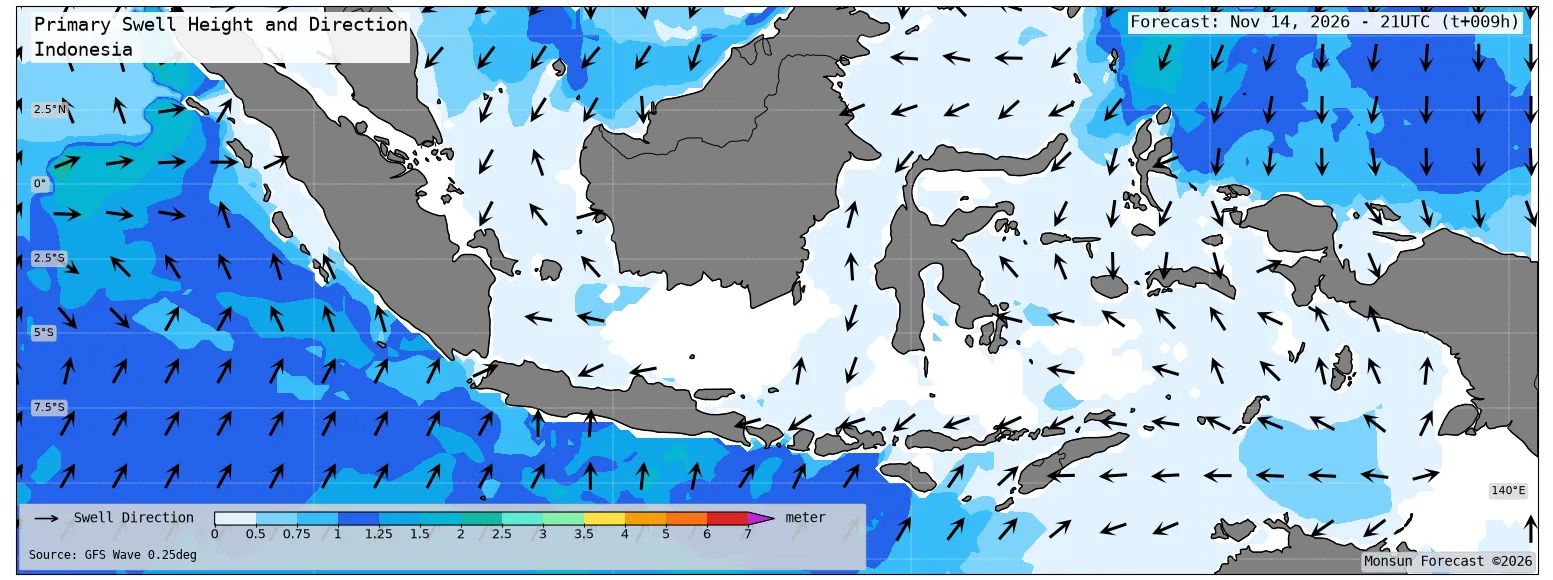 Primary Swell Height and Direction
Indonesia
Forecast: Nov 14, 2026 - 21UTC (t+009h)
2.5°N
0°
2.5°S
5°S
7.5°S
140°E
Swell Direction
meter
0 0.5 0.75 1 1.25 1.5 2 2.5 3 3.5 4 5 6 7
Source: GFS Wave 0.25deg
Monsun Forecast ©2026